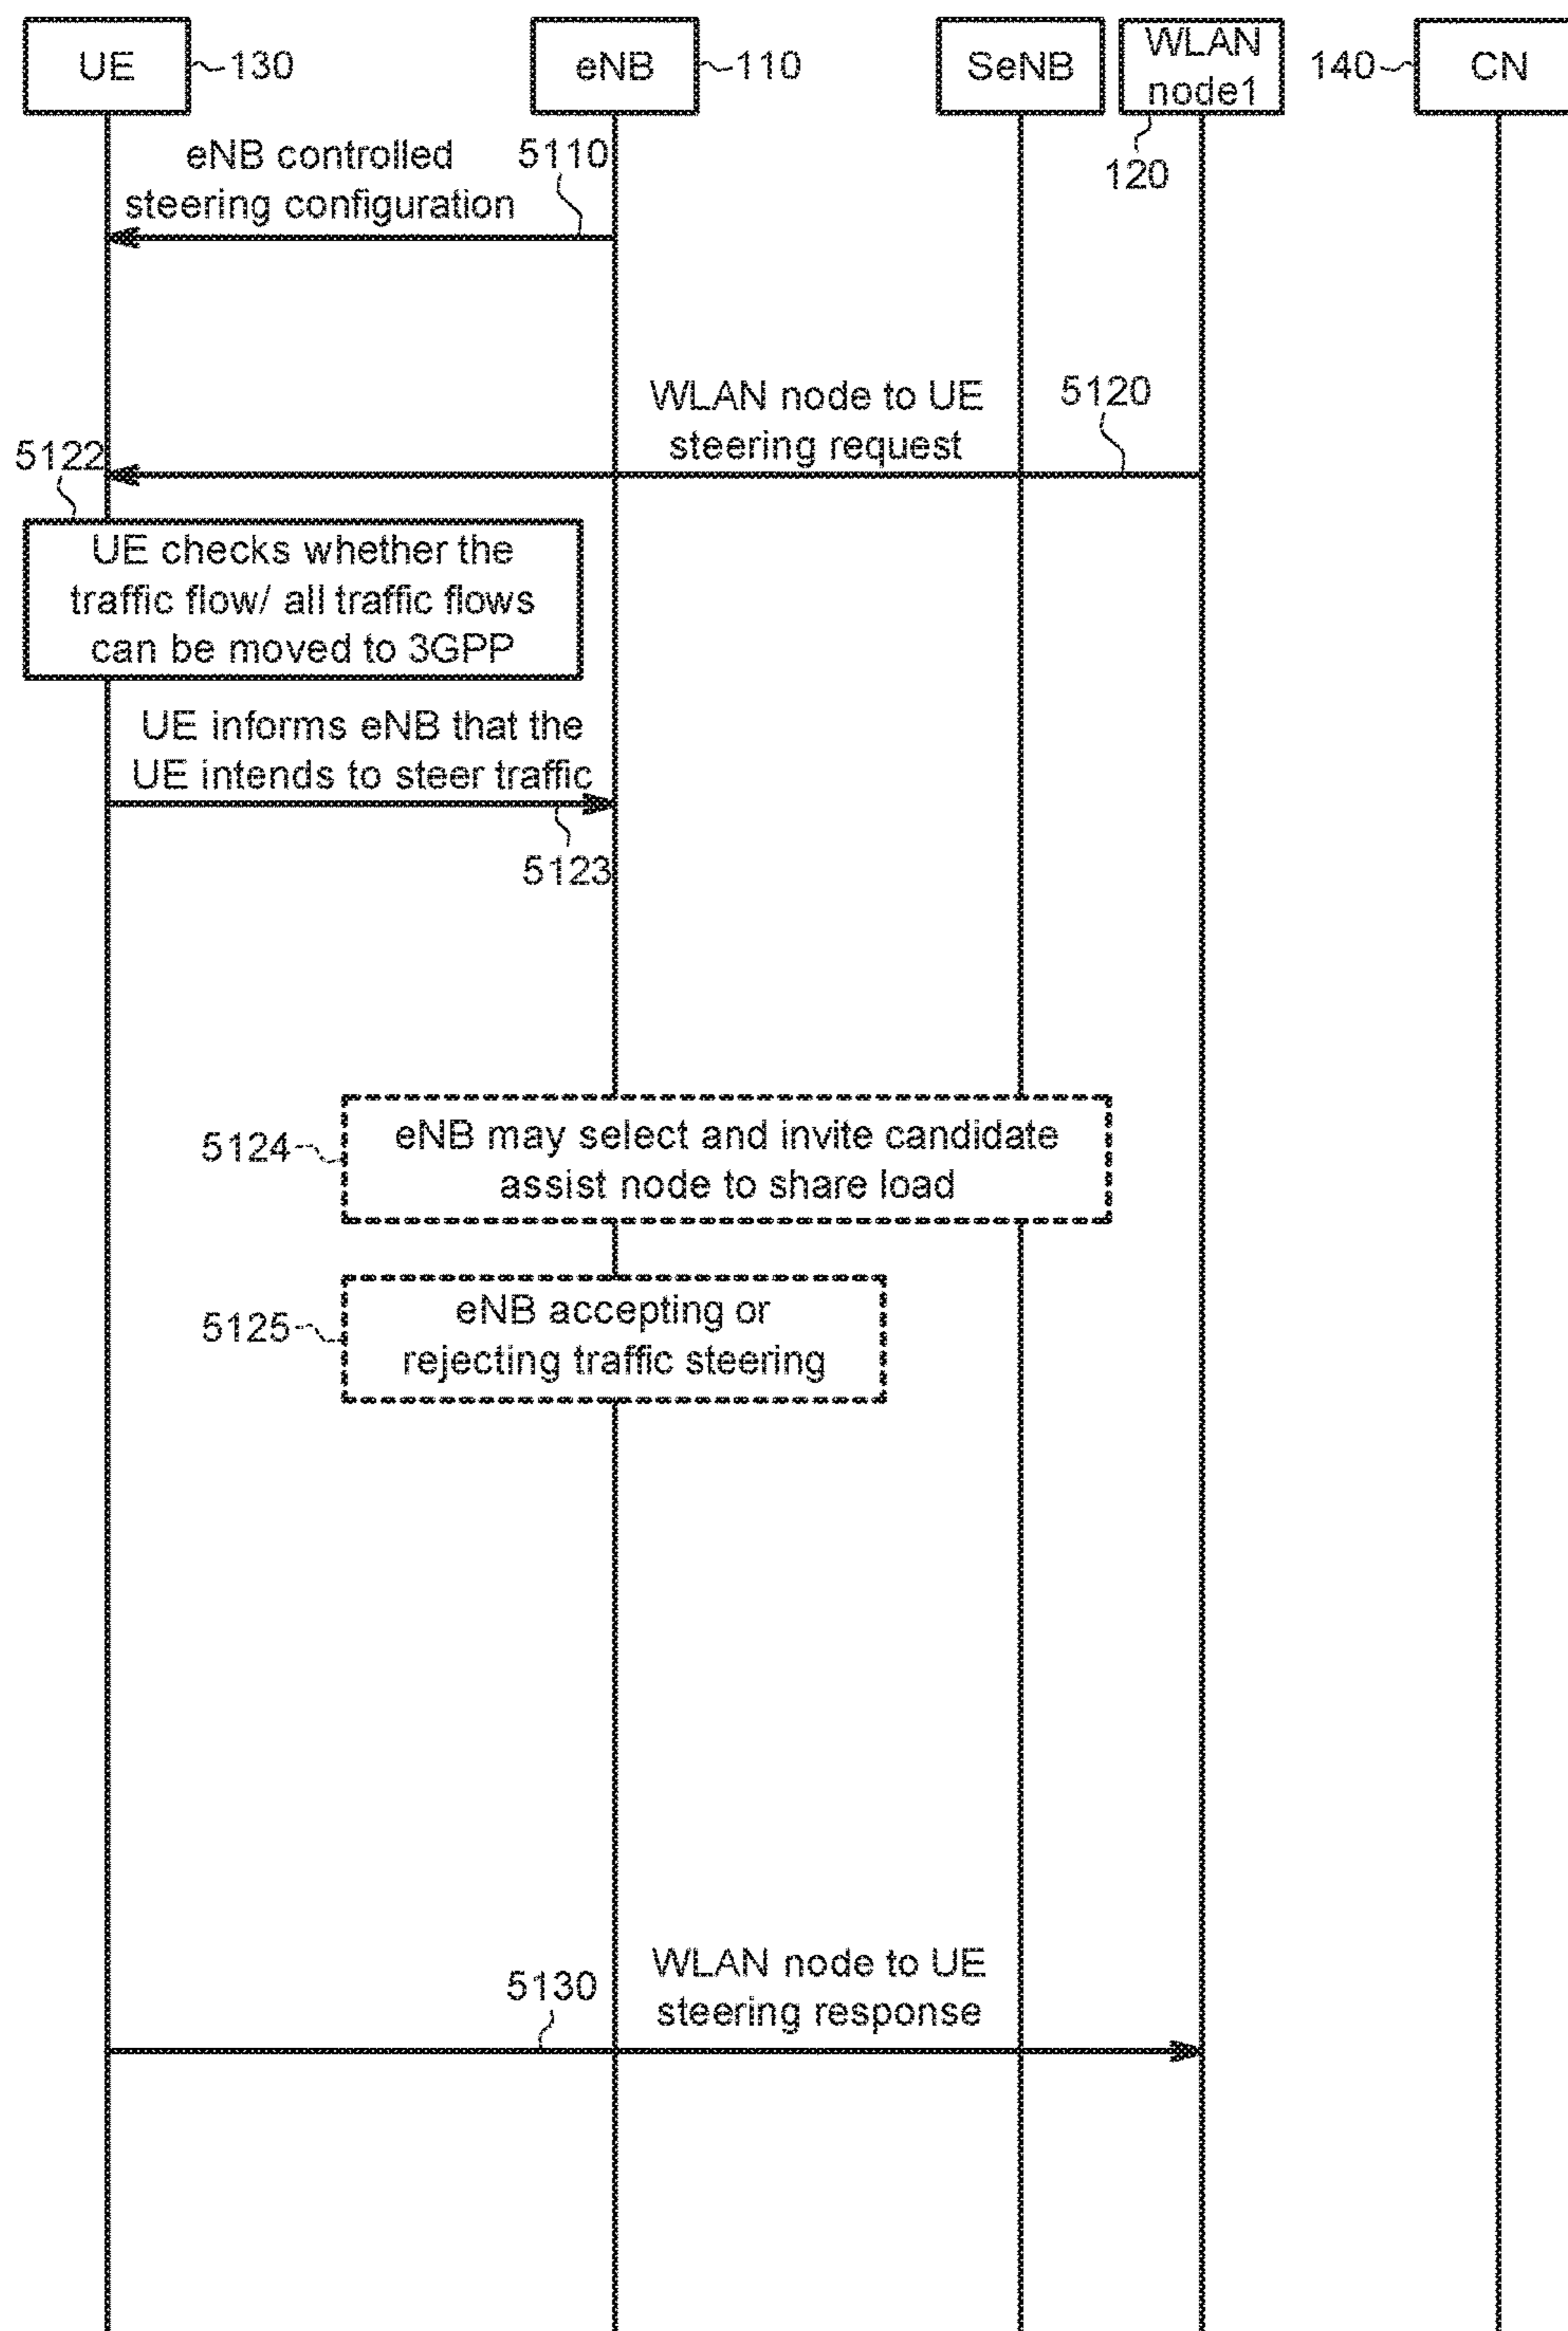 UE
130
eNB
110
SeNB
WLAN
node1
120
140
CN
eNB controlled
steering configuration
5110
WLAN node to UE
steering request
5120
5122
UE checks whether the
traffic flow/ all traffic flows
can be moved to 3GPP
UE informs eNB that the
UE intends to steer traffic
5123
5124
eNB may select and invite candidate
assist node to share load
5125
eNB accepting or
rejecting traffic steering
5130
WLAN node to UE
steering response